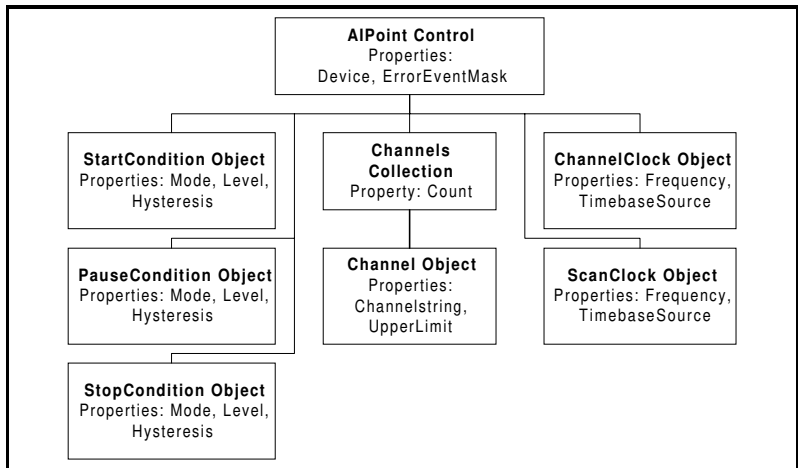 AIPoint Control
Properties:
Device, ErrorEventMask
StartCondition Object
Properties: Mode, Level,
Hysteresis
Channels
Collection
Property: Count
ChannelClock Object
Properties: Frequency,
TimebaseSource
PauseCondition Object
Properties: Mode, Level,
Hysteresis
Channel Object
Properties:
Channelstring,
UpperLimit
ScanClock Object
Properties: Frequency,
TimebaseSource
StopCondition Object
Properties: Mode, Level,
Hysteresis